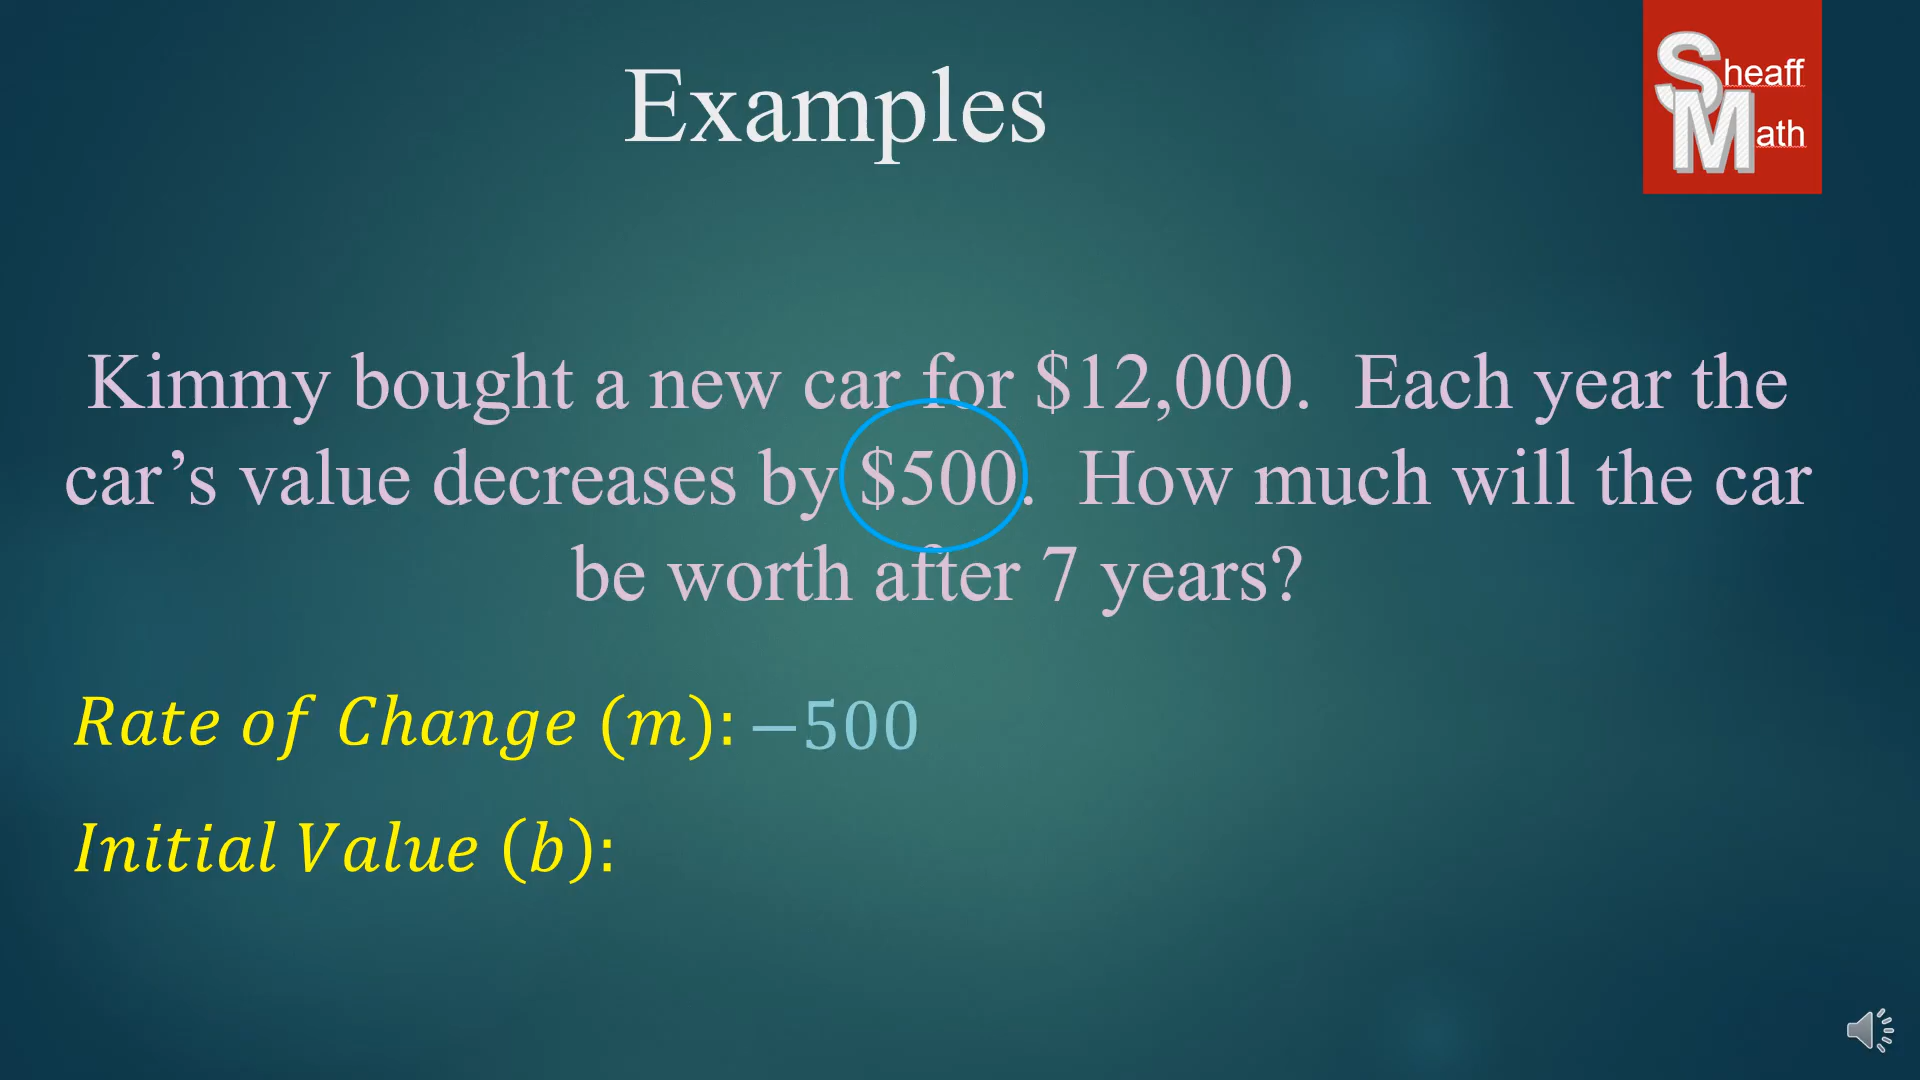 Examples
Sheaff
Math
Kimmy bought a new car for $12,000. Each year the
car’s value decreases by $500. How much will the car
be worth after 7 years?
Rate of Change (m): −500
Initial Value (b):